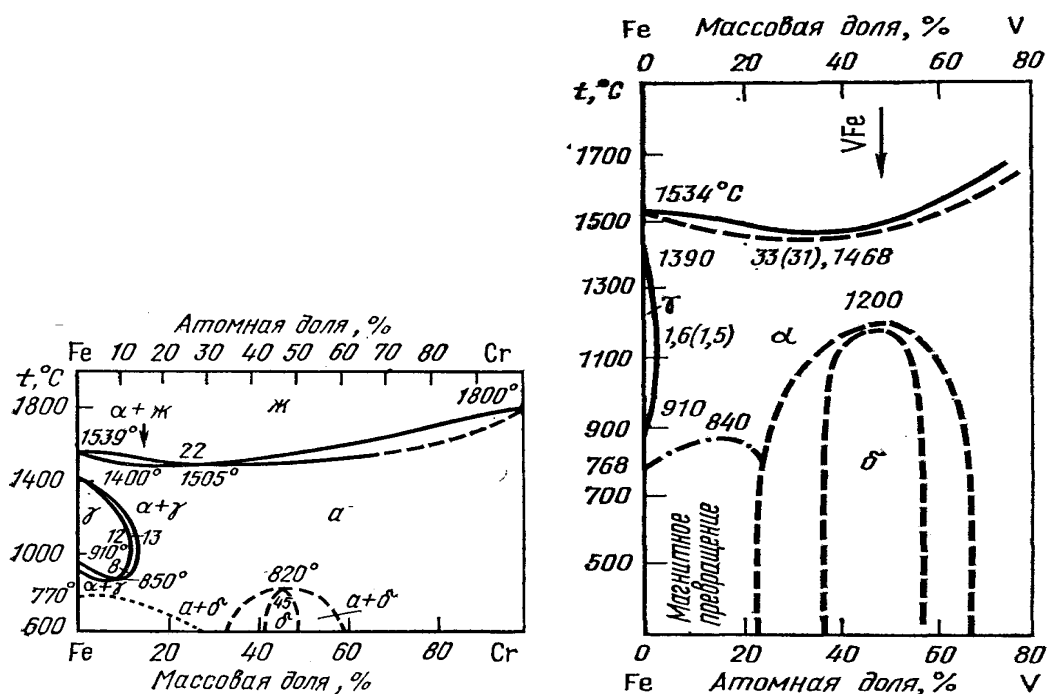 Атомная доля, %
Fe 10 20 30 40 47 60 80 Cr
t,°C
1800
α + ж
ж
1800°
1539°
22
1400
1400°
1505°
γ
α+γ
α
12 13
1000
910°
8
850°
820°
770°
α+γ
α+δ
45
δ
α+δ
600
Fe 20 40 60 80 Cr
Массовая доля, %
Fe Массовая доля, % V
0 20 40 60 80
t,°C
VFe
1700
1534°C
1500
1390
33(31), 1468
1300
γ
1200
1,6(1,5)
α
1100
910
840
900
768
δ
700
500
Магнитное
превращение
0 20 40 60 80
Fe Атомная доля, % V